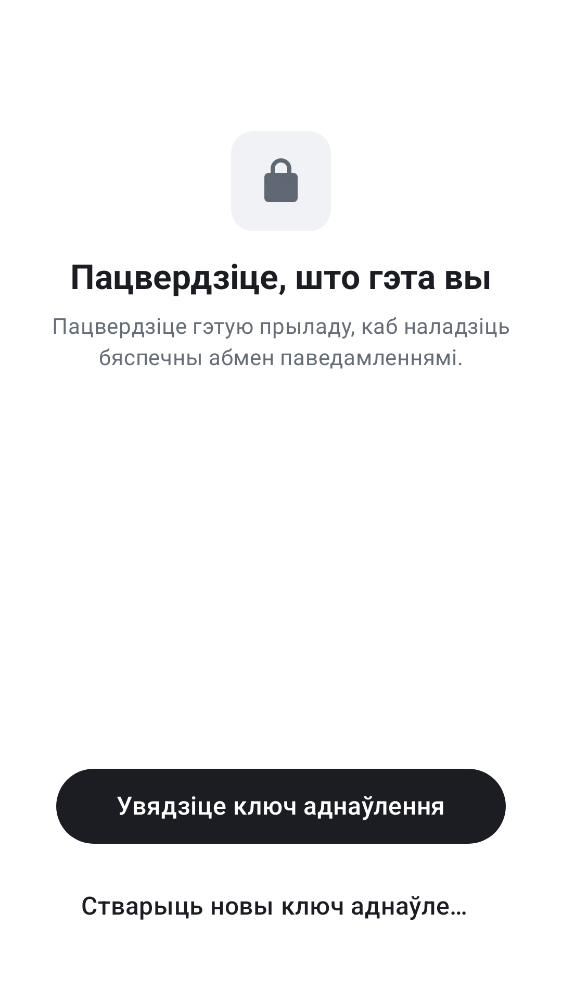 Пацвердзіце, што гэта вы
Пацвердзіце гэтую прыладу, каб наладзіць
бяспечны абмен паведамленнямі.
Увядзіце ключ аднаўлення
Стварыць новы ключ аднаўле…